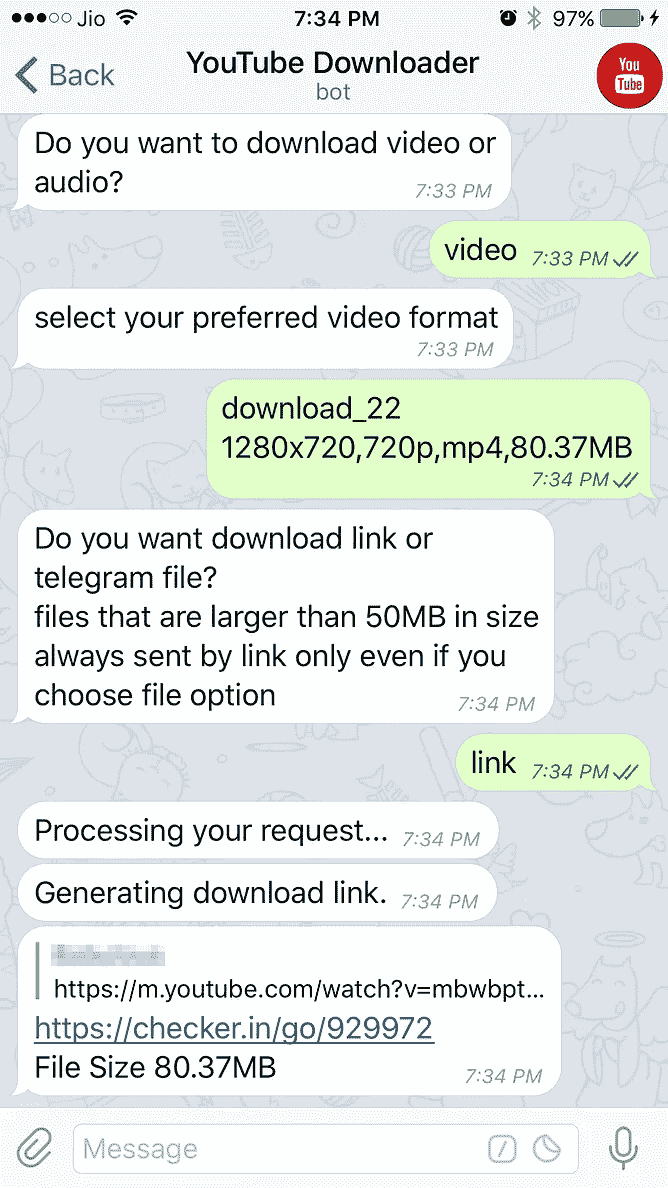 Jio 7:34 PM 97%
Back
YouTube Downloader
bot
You
Tube
Do you want to download video or
audio?
7:33 PM
video 7:33 PM
select your preferred video format
7:33 PM
download_22
1280x720,720p,mp4,80.37MB
7:34 PM
Do you want download link or
telegram file?
files that are larger than 50MB in size
always sent by link only even if you
choose file option
7:34 PM
link 7:34 PM
Processing your request... 7:34 PM
Generating download link. 7:34 PM
https://m.youtube.com/watch?v=mbwbpt...
https://checker.in/go/929972
File Size 80.37MB
7:34 PM
Message